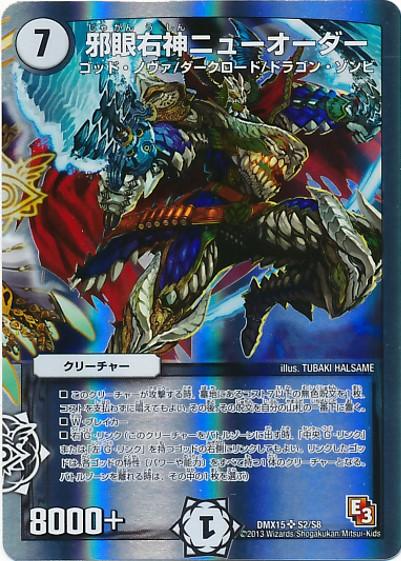 7
じゃがんうしん
邪眼右神ニューオーダー
ゴッド・ノヴァ/ダークロード/ドラゴン・ゾンビ
クリーチャー
illus. TUBAKI HALSAME
■このクリーチャーが攻撃する時、墓地にあるコスト7以下の無色呪文を1枚、
コストを支払わずに唱えてもよい。その後、その呪文を自分の山札の一番下に置く。
■W・ブレイカー
■右G・リンク(このクリーチャーをバトルゾーンに出す時、「中央G・リンク」
または「左G・リンク」を持つゴッドの右側にリンクしてもよい。リンクしたゴッ
ドは、各ゴッドの特性(パワーや能力)をすべて持つ1体のクリーチャーとなる。
バトルゾーンを離れる時は、その中の1枚を選ぶ)
8000+
1
DMX15 S2/S8
©2013 Wizards/Shogakukan/Mitsui-Kids
E3